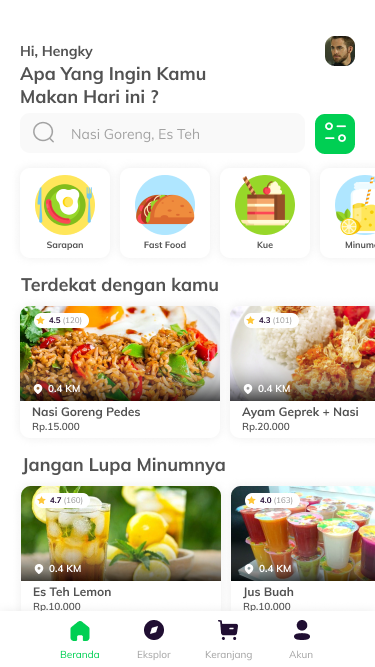 Hi, Hengky
Apa Yang Ingin Kamu
Makan Hari ini ?
Nasi Goreng, Es Teh
Sarapan
Fast Food
Kue
Minum
Terdekat dengan kamu
4.5 (120)
4.3 (101)
0.4 KM
0.4 KM
Nasi Goreng Pedes
Ayam Geprek + Nasi
Rp.15.000
Rp.20.000
Jangan Lupa Minumnya
4.7 (160)
4.0 (163)
0.4 KM
0.4 KM
Es Teh Lemon
Jus Buah
Rp.10.000
Rp.10.000
Beranda
Eksplor
Keranjang
Akun